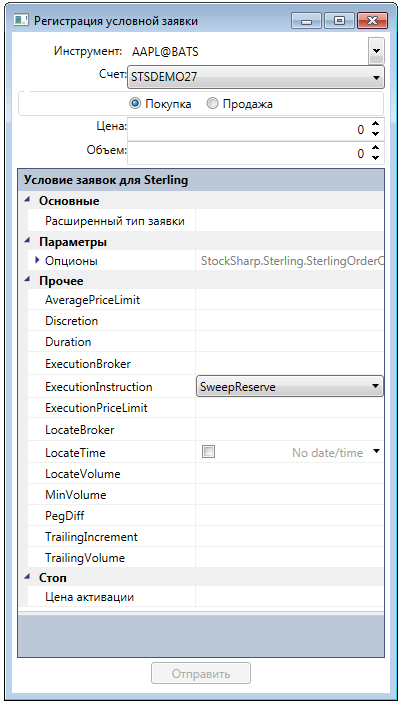 Регистрация условной заявки
Инструмент: AAPL@BATS
Счет: STSDEMO27
Покупка Продажа
Цена: 0
Объем: 0
Условие заявок для Sterling
Основные
Расширенный тип заявки
Параметры
Опционы StockSharp.Sterling.SterlingOrderC
Прочее
AveragePriceLimit
Discretion
Duration
ExecutionBroker
ExecutionInstruction SweepReserve
ExecutionPriceLimit
LocateBroker
LocateTime No date/time
LocateVolume
MinVolume
PegDiff
TrailingIncrement
TrailingVolume
Стоп
Цена активации
Отправить